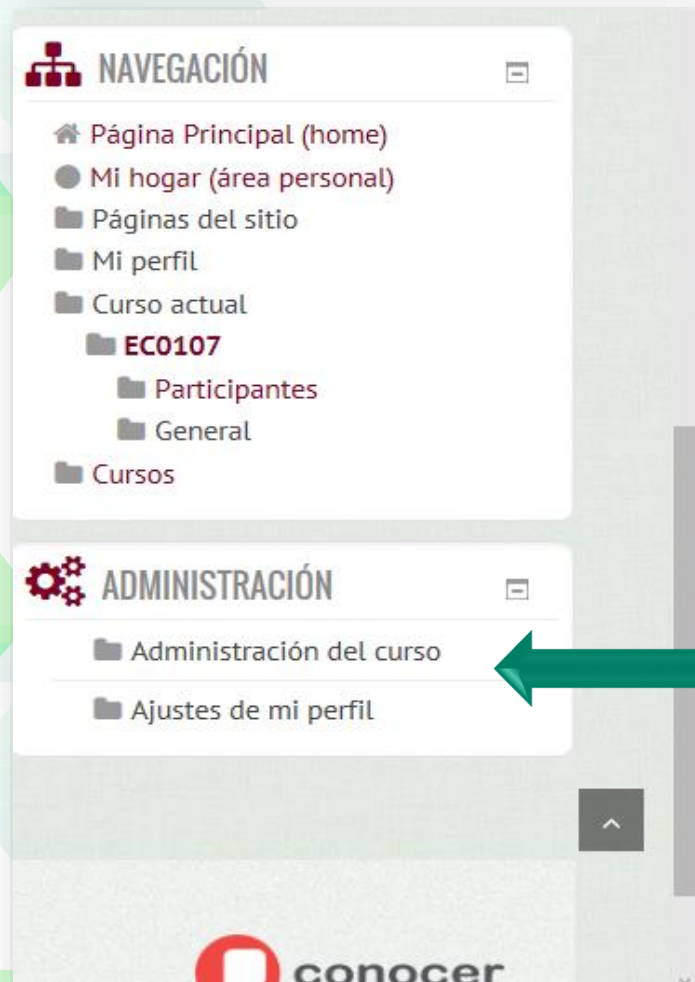 NAVEGACIÓN
Página Principal (home)
Mi hogar (área personal)
Páginas del sitio
Mi perfil
Curso actual
EC0107
Participantes
General
Cursos
ADMINISTRACIÓN
Administración del curso
Ajustes de mi perfil
conocer